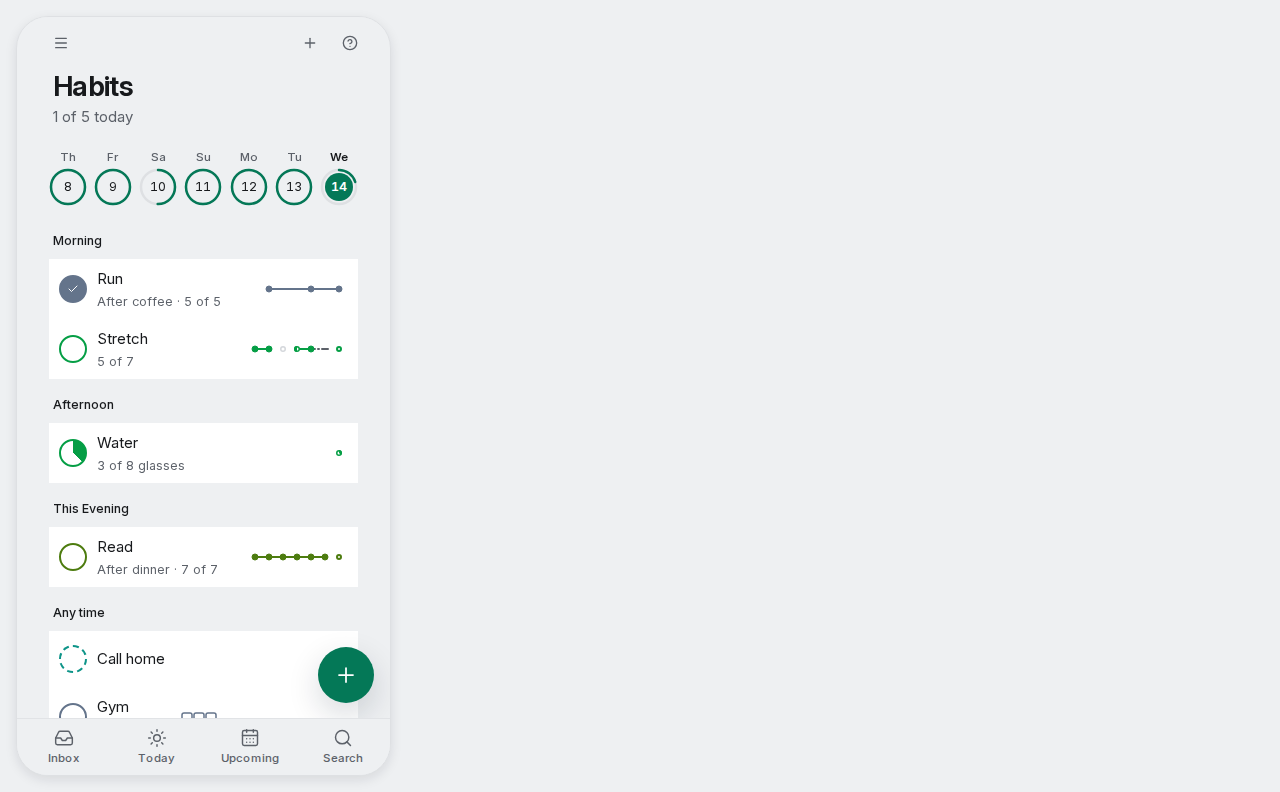 Habits
1 of 5 today
Th Fr Sa Su Mo Tu We
8 9 10 11 12 13 14
Morning
Run
After coffee · 5 of 5
Stretch
5 of 7
Afternoon
Water
3 of 8 glasses
This Evening
Read
After dinner · 7 of 7
Any time
Call home
Gym
Inbox Today Upcoming Search